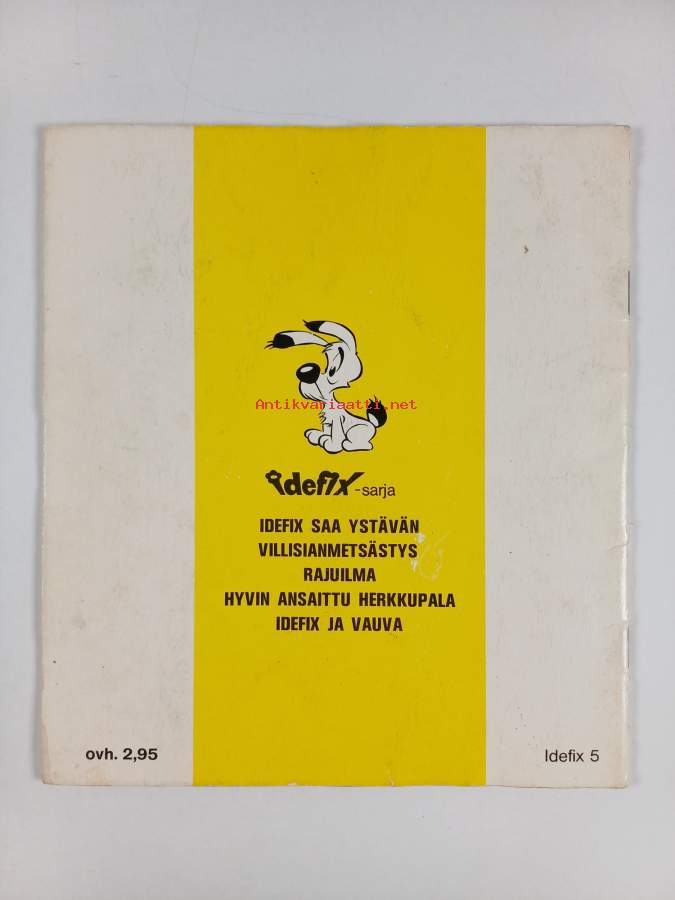 Antikvariaatti.net
idefix -sarja
IDEFIX SAA YSTÄVÄN
VILLISIANMETSÄSTYS
RAJUILMA
HYVIN ANSAITTU HERKKUPALA
IDEFIX JA VAUVA
ovh. 2,95
Idefix 5